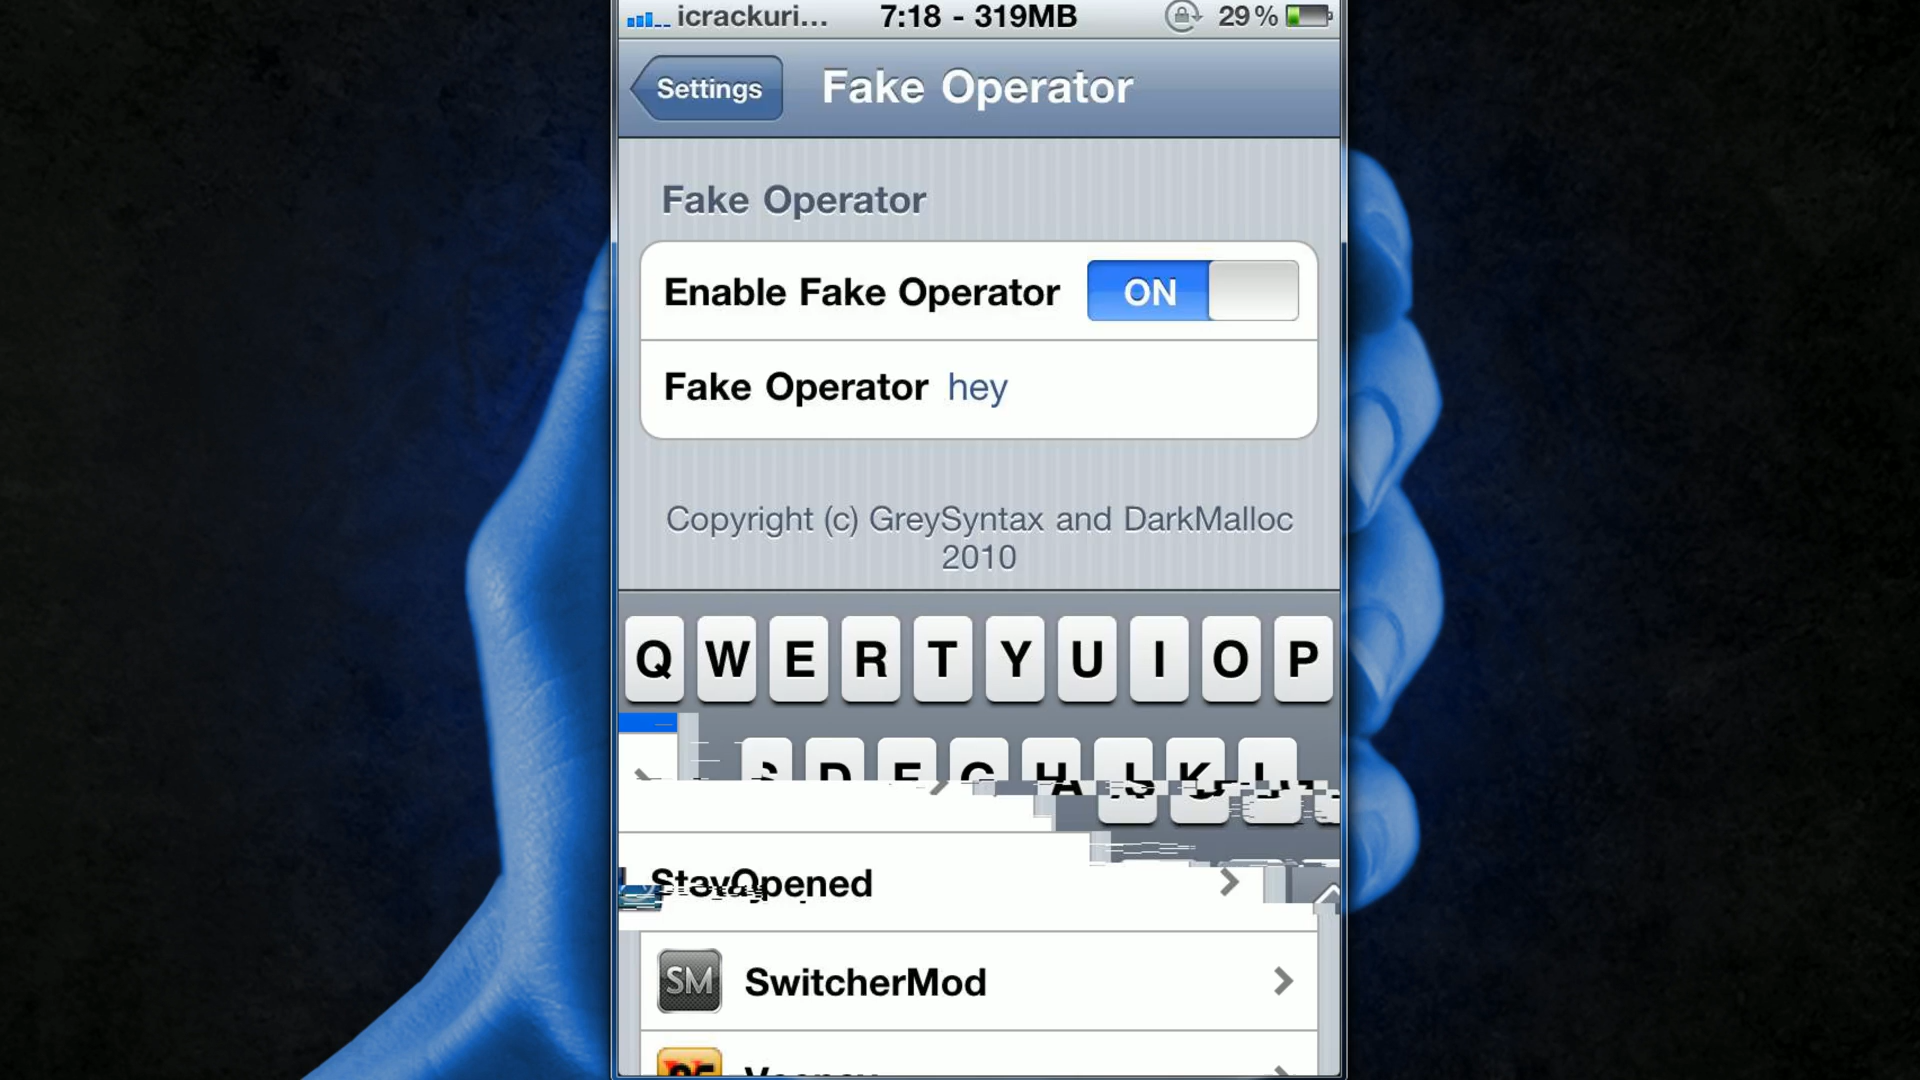 icrackuri... 7:18 - 319MB 29%
Settings Fake Operator
Fake Operator
Enable Fake Operator ON
Fake Operator hey
Copyright (c) GreySyntax and DarkMalloc
2010
Q W E R T Y U I O P
StayOpened
SM SwitcherMod